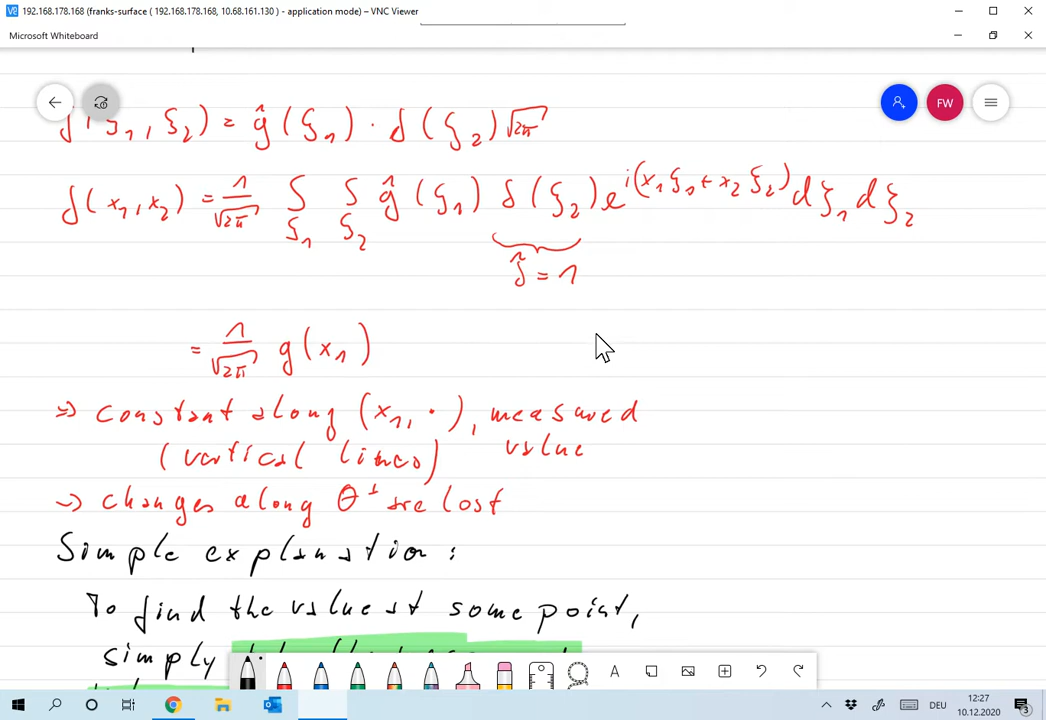 192.168.178.168 (franks-surface ( 192.168.178.168, 10.68.161.130 ) - application mode) - VNC Viewer
Microsoft Whiteboard
FW
f̂(ξ₁, ξ₂) = ĝ(ξ₁) · δ(ξ₂) √2π
f(x₁, x₂) = 1/√2π ∫ξ₁ ∫ξ₂ ĝ(ξ₁) δ(ξ₂) e^i(x₁ξ₁ + x₂ξ₂) dξ₁ dξ₂
δ̂ = 1
= 1/√2π g(x₁)
=> constant along (x₁, ·), measured
(vertical lines) value
→ changes along θ⊥ are lost
Simple explanation:
To find the value at some point,
simply
A
12:27
DEU
10.12.2020
3